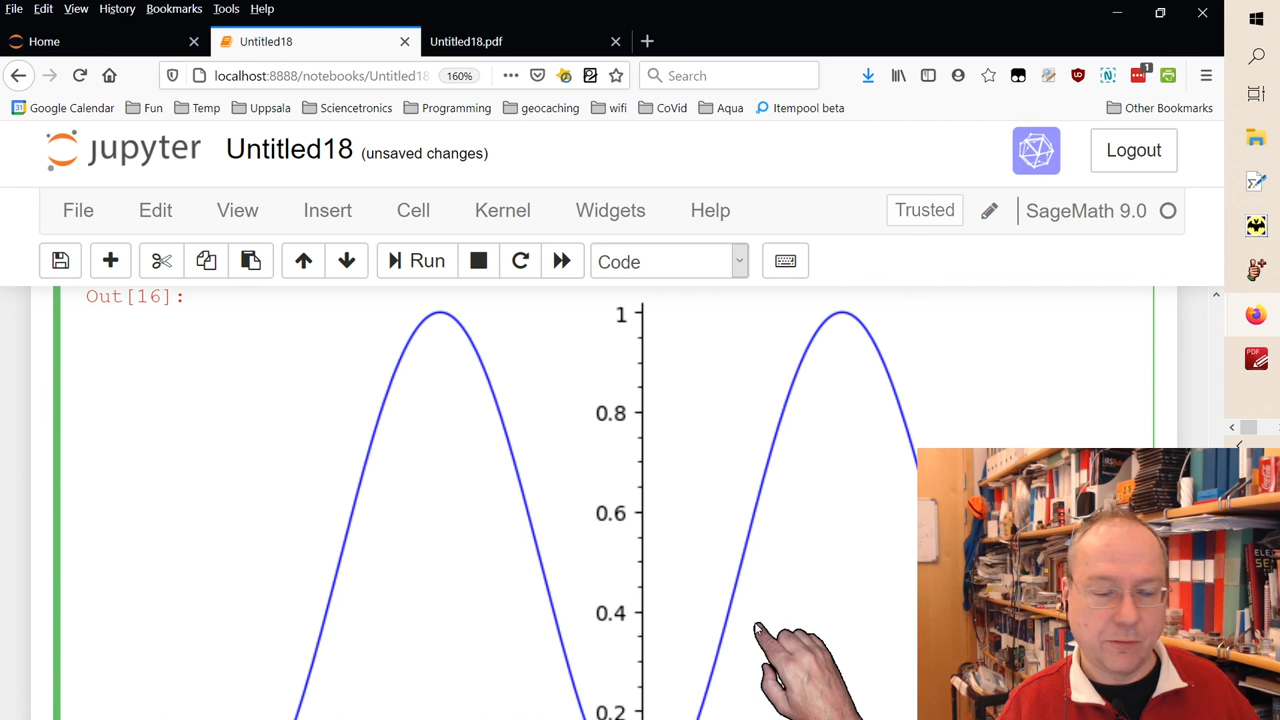 File Edit View History Bookmarks Tools Help
Home Untitled18 Untitled18.pdf
localhost:8888/notebooks/Untitled18 160% Search 1
31 Google Calendar Fun Temp Uppsala Sciencetronics Programming geocaching wifi CoVid Aqua Itempool beta Other Bookmarks
jupyter Untitled18 (unsaved changes) Logout
File Edit View Insert Cell Kernel Widgets Help Trusted SageMath 9.0
Run Code
PDF
Out[16]:
1
0.8
0.6
0.4
0.2